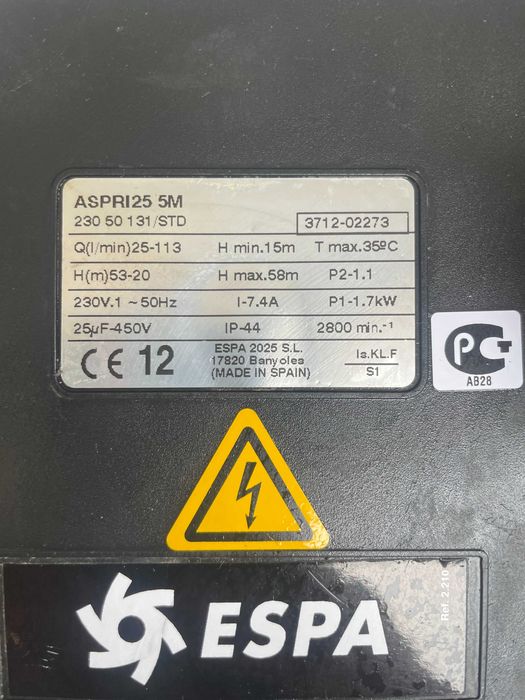 ASPRI25 5M
230 50 131/STD 3712-02273
Q(l/min)25-113 H min.15m T max.35ºC
H(m)53-20 H max.58m P2-1.1
230V.1 ~50Hz I-7.4A P1-1.7kW
25µF-450V IP-44 2800 min.-¹
CE 12 ESPA 2025 S.L. Is.KL.F
17820 Banyoles S1
(MADE IN SPAIN)
PCT
AB28
ESPA
Ref. 2.210